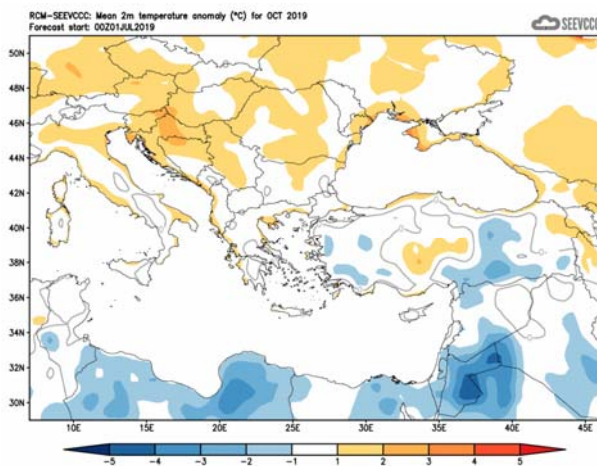 RCM-SEEVCCC: Mean 2m temperature anomaly (°C) for OCT 2019
Forecast start: 00Z01JUL2019
SEEVCCC
50N
48N
46N
44N
42N
40N
38N
36N
34N
32N
30N
10E 15E 20E 25E 30E 35E 40E 45E
-5 -4 -3 -2 -1 1 2 3 4 5